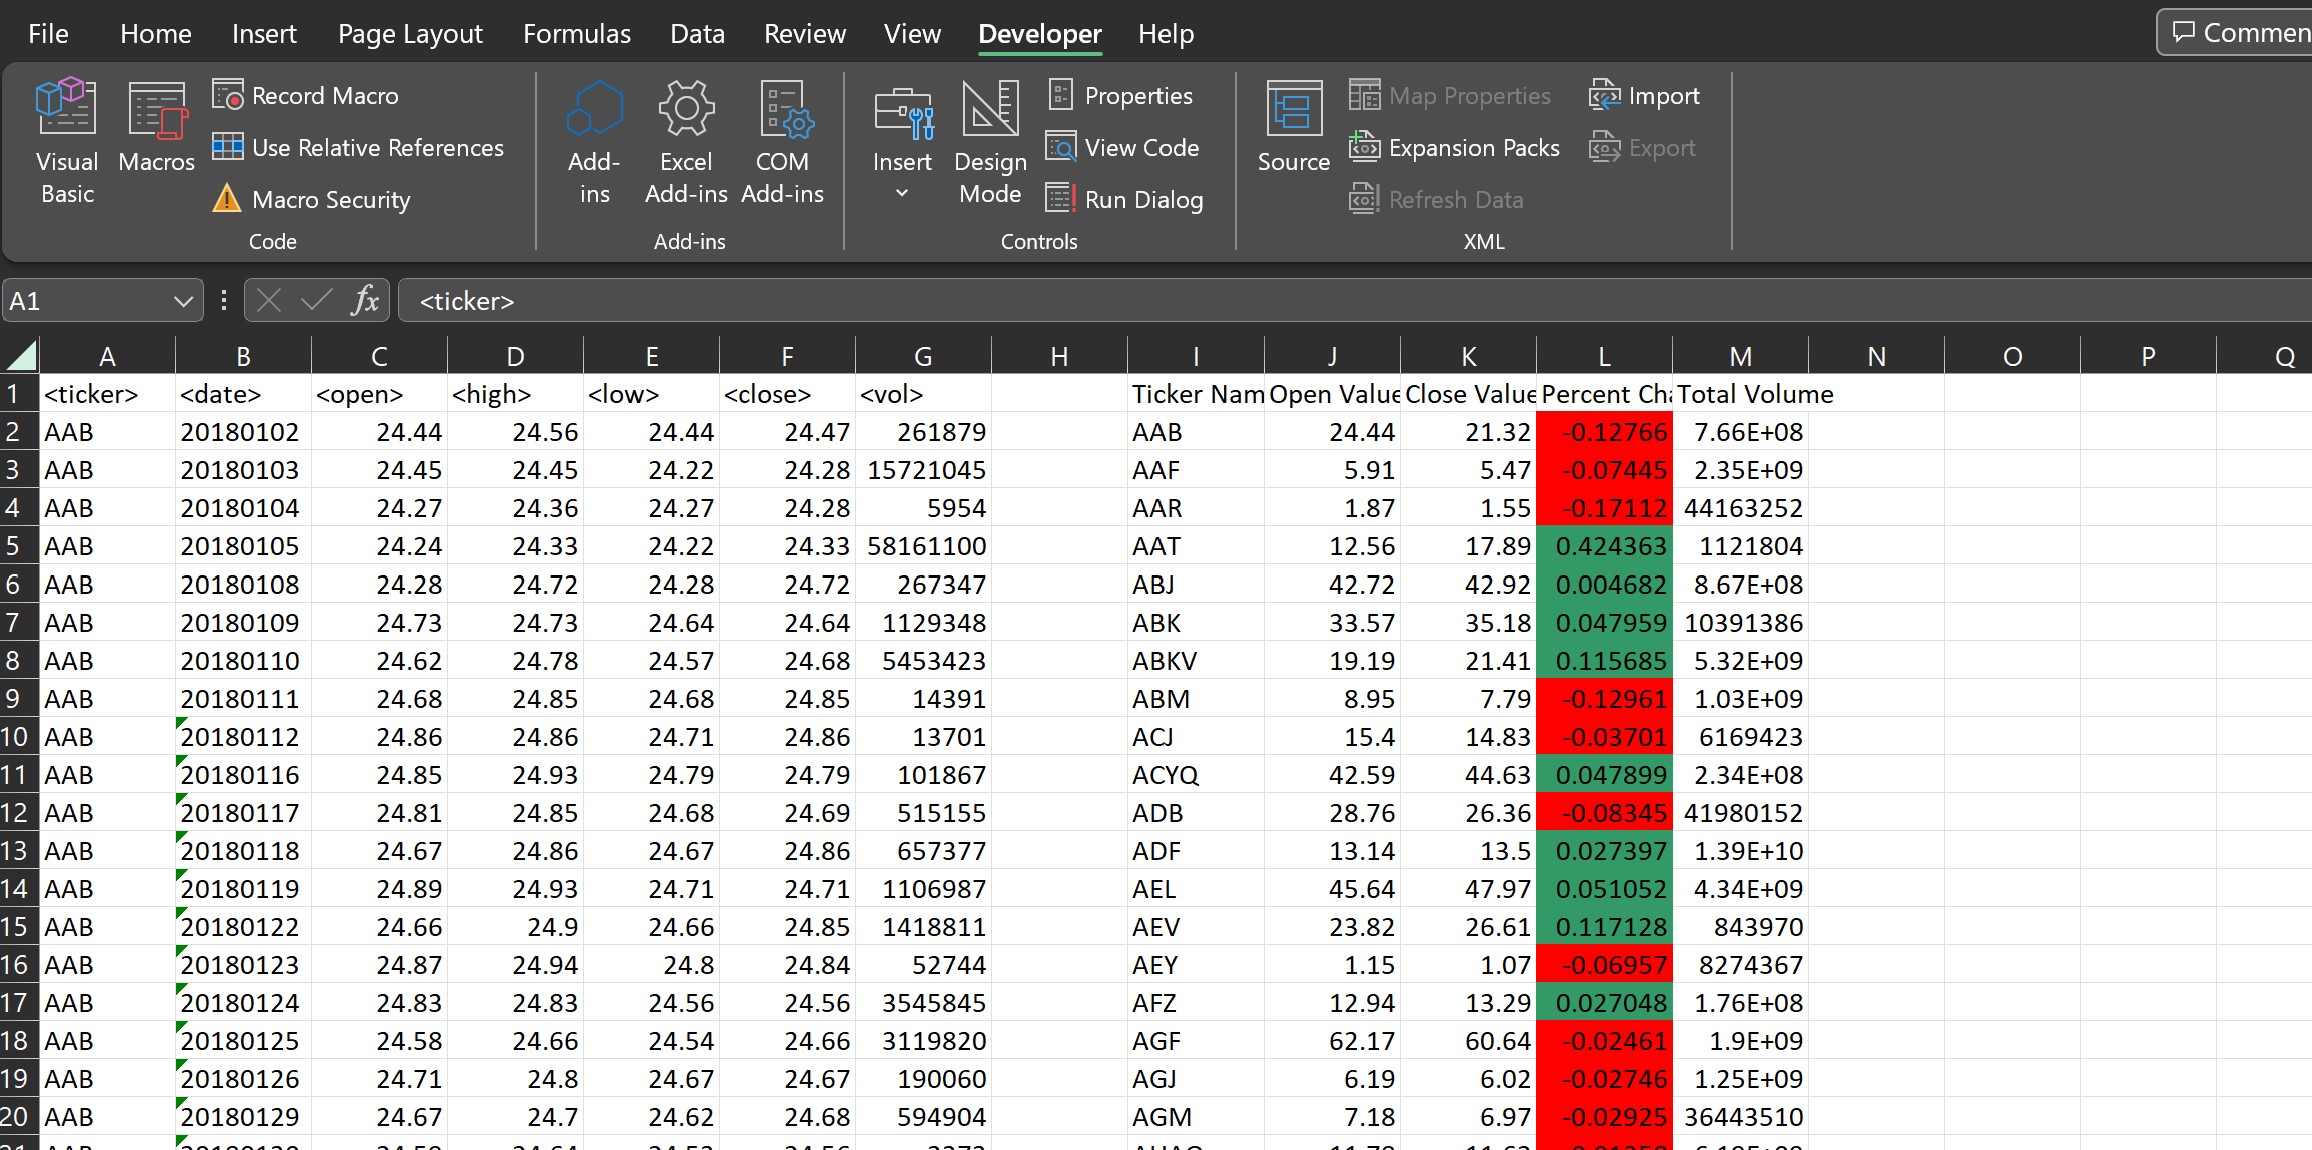 File Home Insert Page Layout Formulas Data Review View Developer Help Commen
Visual Basic
Macros
Record Macro
Use Relative References
Macro Security
Code
Add-ins
Excel Add-ins
COM Add-ins
Add-ins
Insert
Design Mode
Properties
View Code
Run Dialog
Controls
Source
Map Properties
Expansion Packs
Refresh Data
Import
Export
XML
A1 fx <ticker>
A B C D E F G H I J K L M N O P Q
1 <ticker> <date> <open> <high> <low> <close> <vol> Ticker Nam Open Value Close Value Percent Cha Total Volume
2 AAB 20180102 24.44 24.56 24.44 24.47 261879 AAB 24.44 21.32 -0.12766 7.66E+08
3 AAB 20180103 24.45 24.45 24.22 24.28 15721045 AAF 5.91 5.47 -0.07445 2.35E+09
4 AAB 20180104 24.27 24.36 24.27 24.28 5954 AAR 1.87 1.55 -0.17112 44163252
5 AAB 20180105 24.24 24.33 24.22 24.33 58161100 AAT 12.56 17.89 0.424363 1121804
6 AAB 20180108 24.28 24.72 24.28 24.72 267347 ABJ 42.72 42.92 0.004682 8.67E+08
7 AAB 20180109 24.73 24.73 24.64 24.64 1129348 ABK 33.57 35.18 0.047959 10391386
8 AAB 20180110 24.62 24.78 24.57 24.68 5453423 ABKV 19.19 21.41 0.115685 5.32E+09
9 AAB 20180111 24.68 24.85 24.68 24.85 14391 ABM 8.95 7.79 -0.12961 1.03E+09
10 AAB 20180112 24.86 24.86 24.71 24.86 13701 ACJ 15.4 14.83 -0.03701 6169423
11 AAB 20180116 24.85 24.93 24.79 24.79 101867 ACYQ 42.59 44.63 0.047899 2.34E+08
12 AAB 20180117 24.81 24.85 24.68 24.69 515155 ADB 28.76 26.36 -0.08345 41980152
13 AAB 20180118 24.67 24.86 24.67 24.86 657377 ADF 13.14 13.5 0.027397 1.39E+10
14 AAB 20180119 24.89 24.93 24.71 24.71 1106987 AEL 45.64 47.97 0.051052 4.34E+09
15 AAB 20180122 24.66 24.9 24.66 24.85 1418811 AEV 23.82 26.61 0.117128 843970
16 AAB 20180123 24.87 24.94 24.8 24.84 52744 AEY 1.15 1.07 -0.06957 8274367
17 AAB 20180124 24.83 24.83 24.56 24.56 3545845 AFZ 12.94 13.29 0.027048 1.76E+08
18 AAB 20180125 24.58 24.66 24.54 24.66 3119820 AGF 62.17 60.64 -0.02461 1.9E+09
19 AAB 20180126 24.71 24.8 24.67 24.67 190060 AGJ 6.19 6.02 -0.02746 1.25E+09
20 AAB 20180129 24.67 24.7 24.62 24.68 594904 AGM 7.18 6.97 -0.02925 36443510